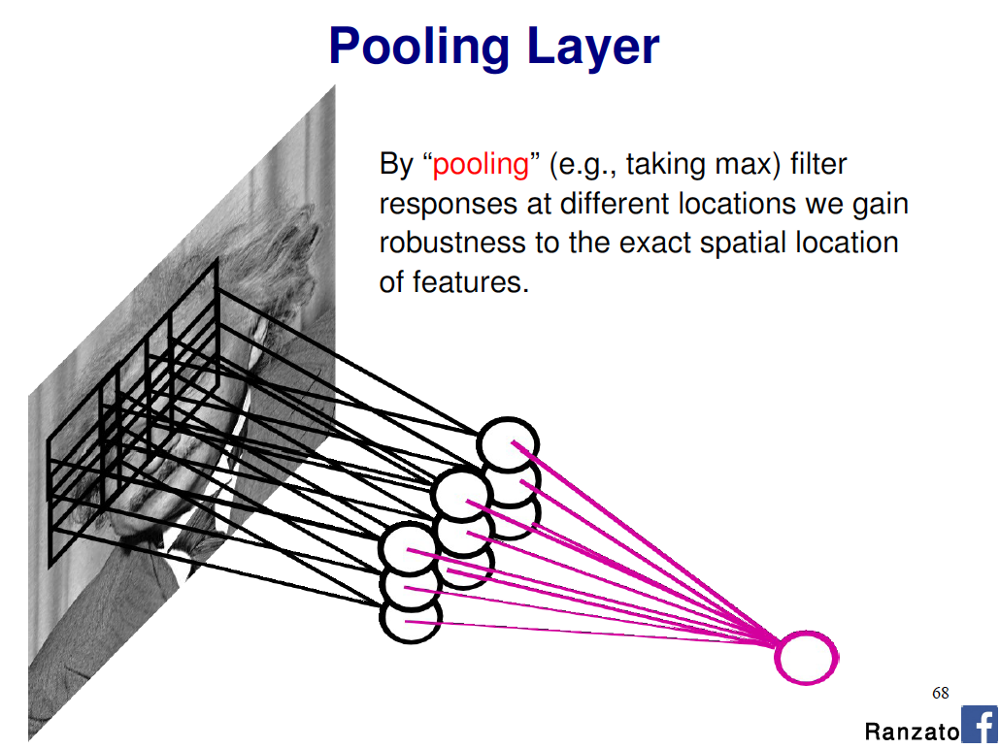 Pooling Layer
By “pooling” (e.g., taking max) filter
responses at different locations we gain
robustness to the exact spatial location
of features.
68
Ranzato f